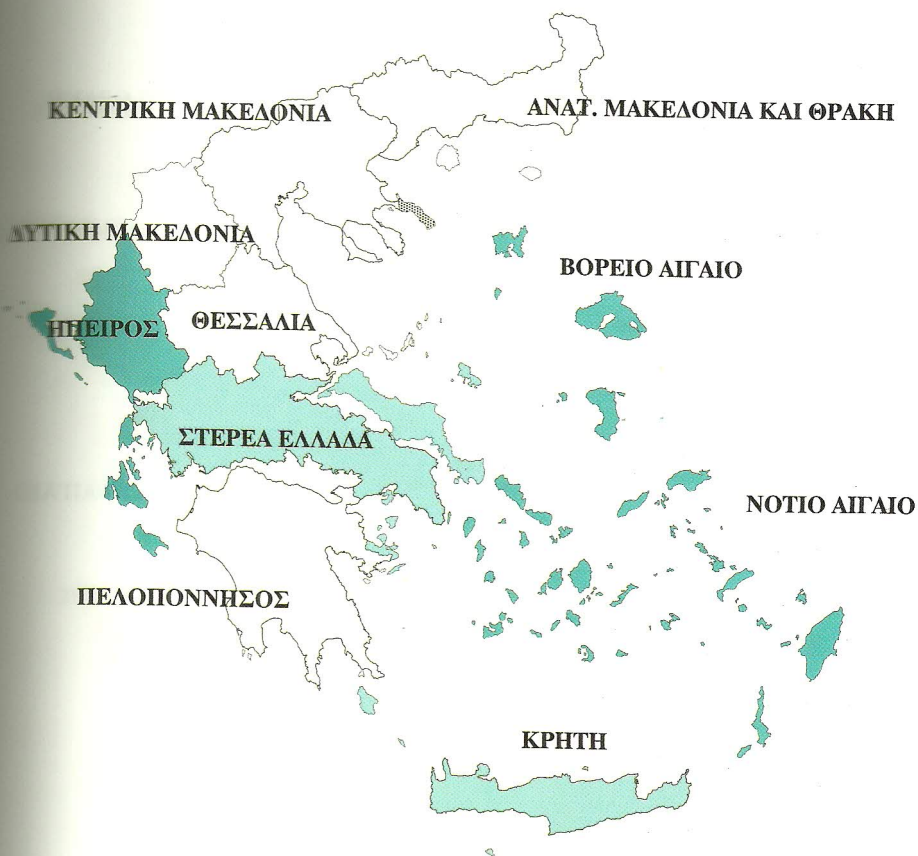 ΚΕΝΤΡΙΚΗ ΜΑΚΕΔΟΝΙΑ
ΑΝΑΤ. ΜΑΚΕΔΟΝΙΑ ΚΑΙ ΘΡΑΚΗ
ΔΥΤΙΚΗ ΜΑΚΕΔΟΝΙΑ
ΒΟΡΕΙΟ ΑΙΓΑΙΟ
ΗΠΕΙΡΟΣ
ΘΕΣΣΑΛΙΑ
ΣΤΕΡΕΑ ΕΛΛΑΔΑ
ΝΟΤΙΟ ΑΙΓΑΙΟ
ΠΕΛΟΠΟΝΝΗΣΟΣ
ΚΡΗΤΗ